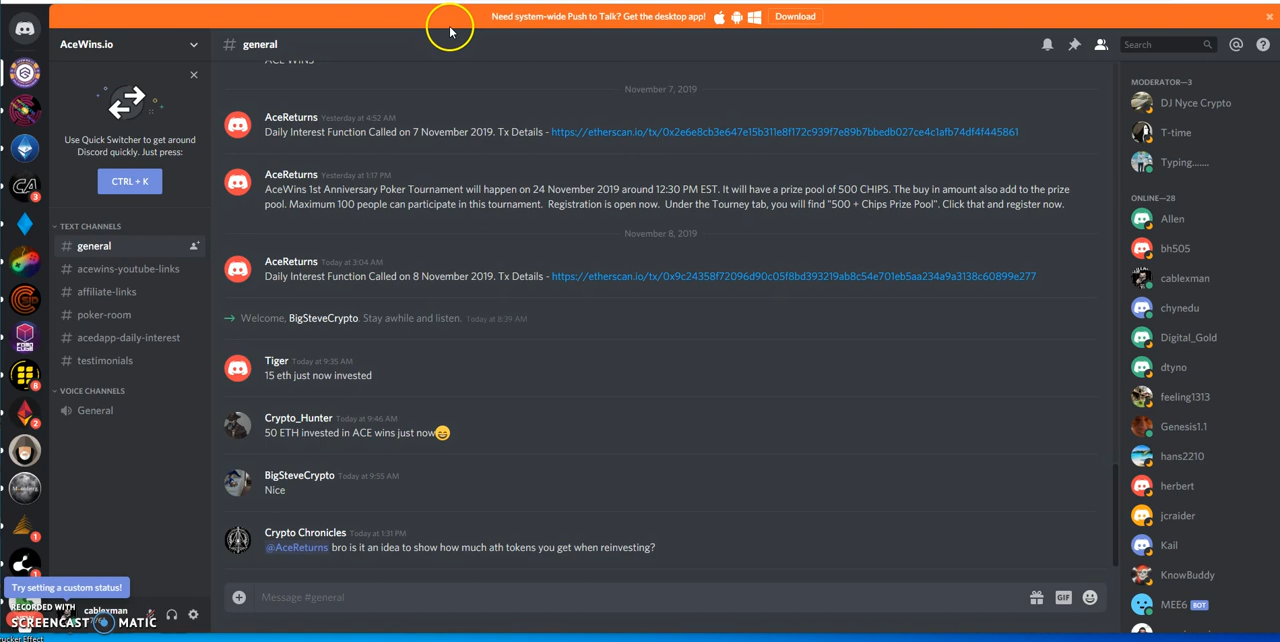 Need system-wide Push to Talk? Get the desktop app! Download
AceWins.io
# general
Search
Use Quick Switcher to get around
Discord quickly. Just press:
CTRL + K
TEXT CHANNELS
# general
# acewins-youtube-links
# affiliate-links
# poker-room
# acedapp-daily-interest
# testimonials
VOICE CHANNELS
General
Try setting a custom status!
cablexman
RECORDED WITH
SCREENCAST MATIC
ACE WINS
November 7, 2019
AceReturns Yesterday at 4:52 AM
Daily Interest Function Called on 7 November 2019. Tx Details - https://etherscan.io/tx/0x2e6e8cb3e647e15b311e8f172c939f7e89b7bbedb027ce4c1afb74df4f445861
AceReturns Yesterday at 1:17 PM
AceWins 1st Anniversary Poker Tournament will happen on 24 November 2019 around 12:30 PM EST. It will have a prize pool of 500 CHIPS. The buy in amount also add to the prize
pool. Maximum 100 people can participate in this tournament. Registration is open now. Under the Tourney tab, you will find "500 + Chips Prize Pool". Click that and register now.
November 8, 2019
AceReturns Today at 3:04 AM
Daily Interest Function Called on 8 November 2019. Tx Details - https://etherscan.io/tx/0x9c24358f72096d90c05f8bd393219ab8c54e701eb5aa234a9a3138c60899e277
Welcome, BigSteveCrypto. Stay awhile and listen. Today at 8:39 AM
Tiger Today at 9:35 AM
15 eth just now invested
Crypto_Hunter Today at 9:46 AM
50 ETH invested in ACE wins just now
BigSteveCrypto Today at 9:55 AM
Nice
Crypto Chronicles Today at 1:31 PM
@AceReturns bro is it an idea to show how much ath tokens you get when reinvesting?
Message #general
GIF
MODERATOR—3
DJ Nyce Crypto
T-time
Typing.......
ONLINE—28
Allen
bh505
cablexman
chynedu
Digital_Gold
dtyno
feeling1313
Genesis1.1
hans2210
herbert
jcraider
Kail
KnowBuddy
MEE6 BOT